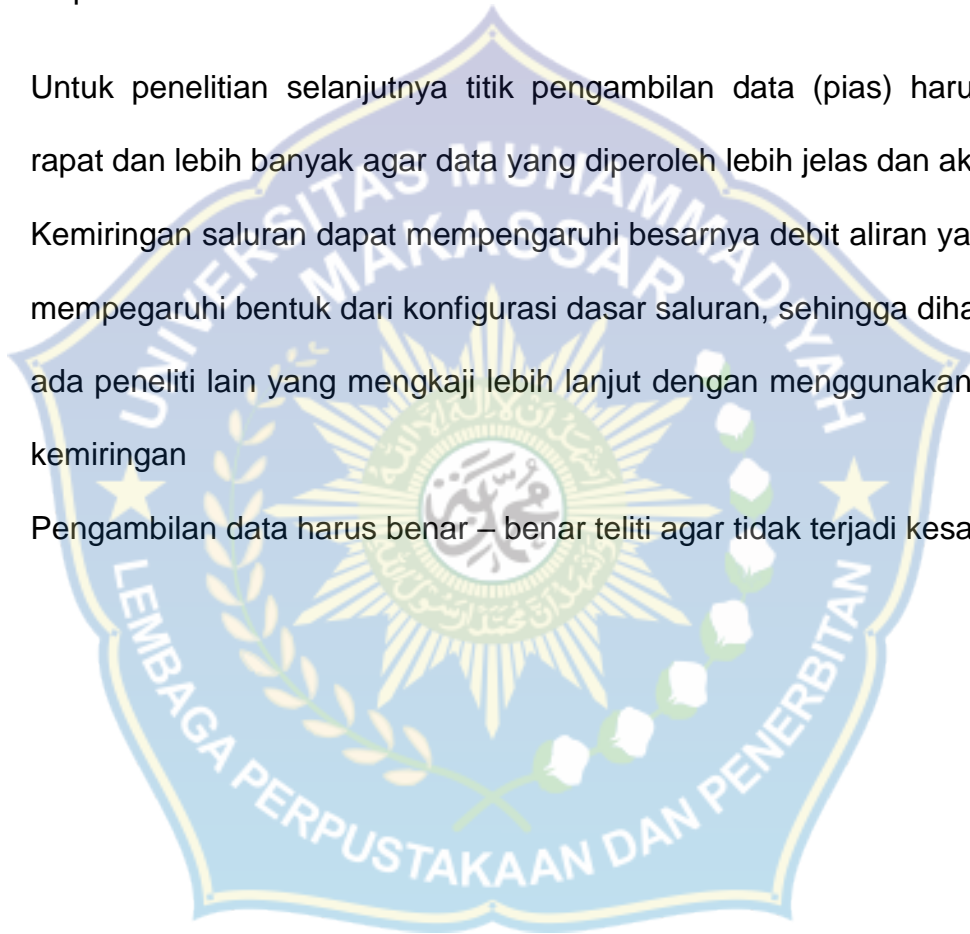 Untuk penelitian selanjutnya titik pengambilan data (pias) haru
rapat dan lebih banyak agar data yang diperoleh lebih jelas dan ak
Kemiringan saluran dapat mempengaruhi besarnya debit aliran ya
mempegaruhi bentuk dari konfigurasi dasar saluran, sehingga diha
ada peneliti lain yang mengkaji lebih lanjut dengan menggunakan
kemiringan
Pengambilan data harus benar – benar teliti agar tidak terjadi kesa
UNIVERSITAS MUHAMMADIYAH
MAKASSAR
LEMBAGA PERPUSTAKAAN DAN PENERBITAN